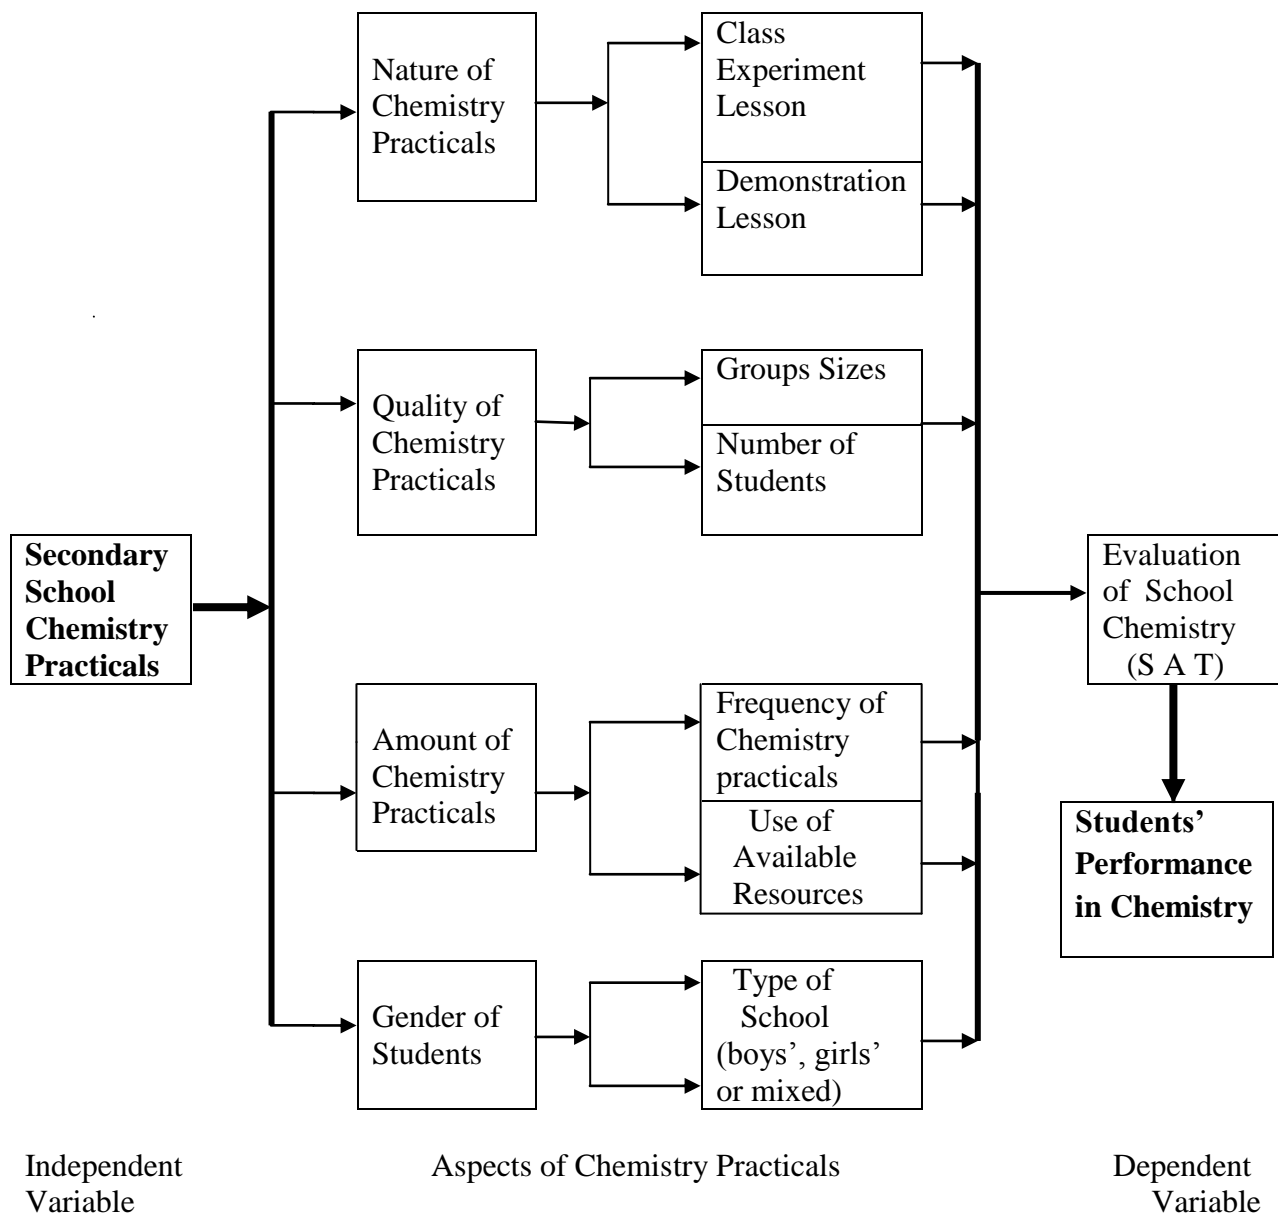 Nature of
Chemistry
Practicals
Class
Experiment
Lesson
Demonstration
Lesson
Quality of
Chemistry
Practicals
Groups Sizes
Number of
Students
Secondary
School
Chemistry
Practicals
Evaluation
of School
Chemistry
(S A T)
Amount of
Chemistry
Practicals
Frequency of
Chemistry
practicals
Use of
Available
Resources
Students’
Performance
in Chemistry
Gender of
Students
Type of
School
(boys’, girls’
or mixed)
Independent
Variable
Aspects of Chemistry Practicals
Dependent
Variable